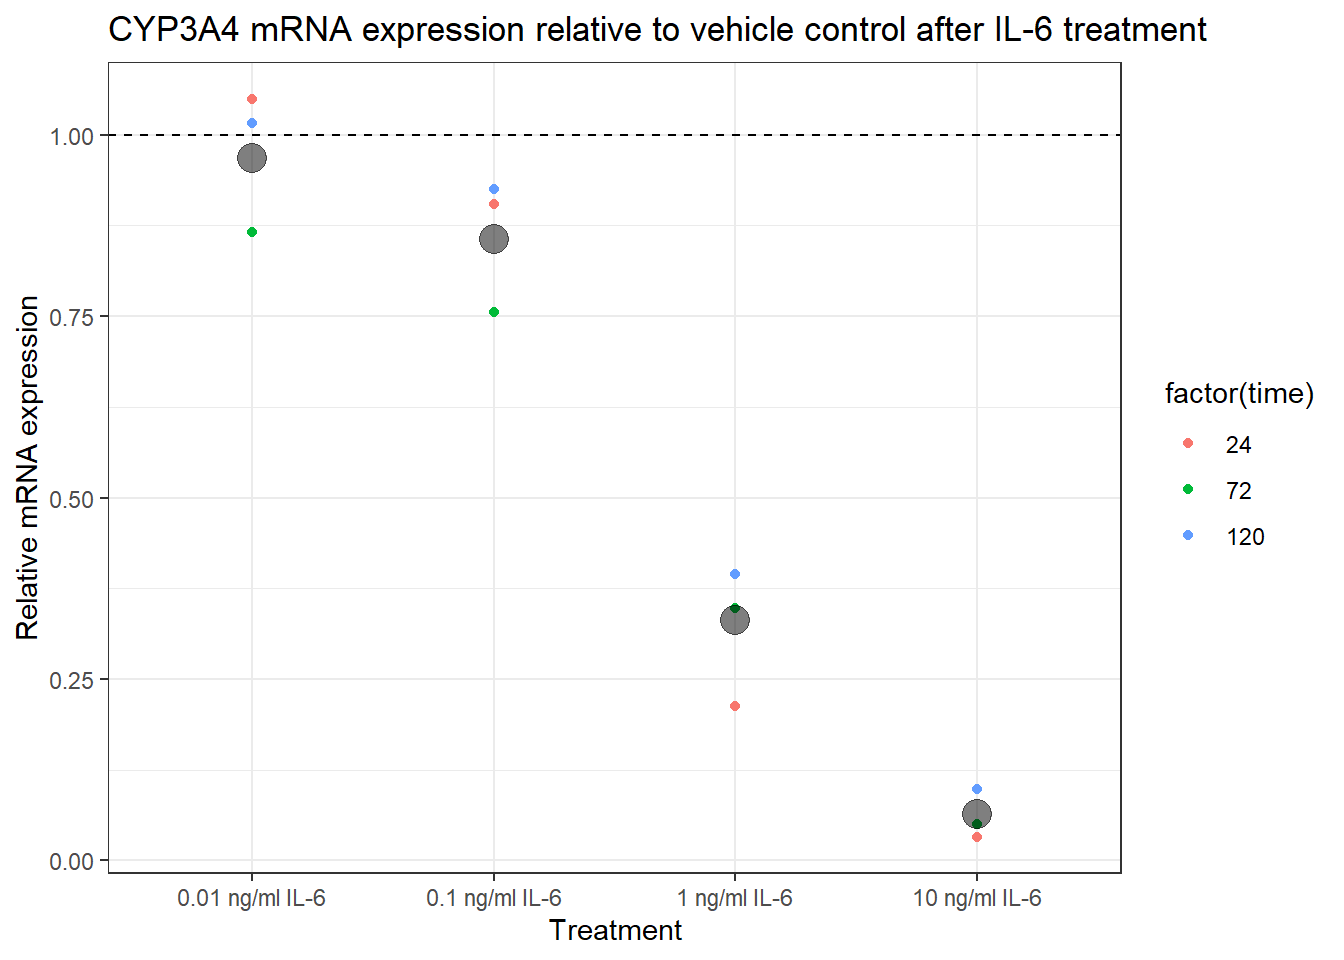 CYP3A4 mRNA expression relative to vehicle control after IL-6 treatment
1.00
0.75
0.50
0.25
0.00
Relative mRNA expression
0.01 ng/ml IL-6
0.1 ng/ml IL-6
1 ng/ml IL-6
10 ng/ml IL-6
Treatment
factor(time)
24
72
120